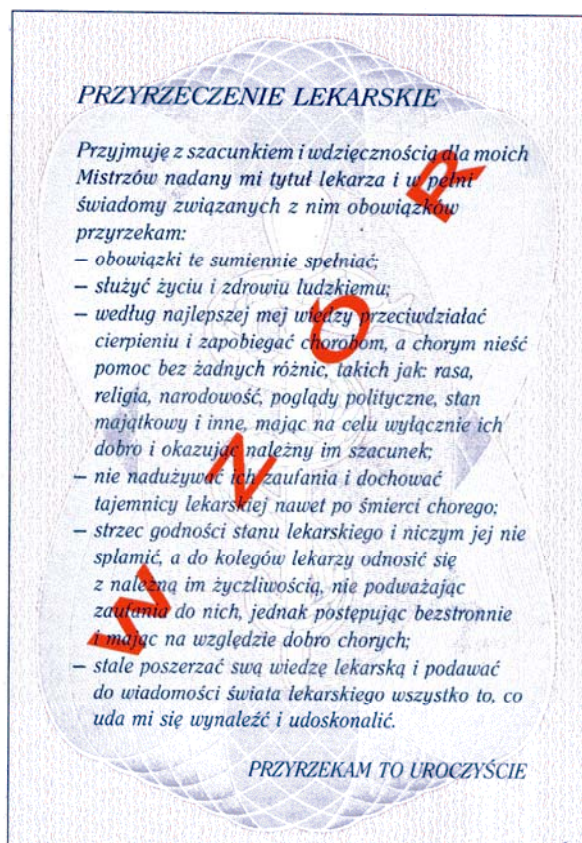 PRZYRZECZENIE LEKARSKIE
Przyjmuję z szacunkiem i wdzięcznością dla moich
Mistrzów nadany mi tytuł lekarza i w pełni
świadomy związanych z nim obowiązków
przyrzekam:
– obowiązki te sumiennie spełniać;
– służyć życiu i zdrowiu ludzkiemu;
– według najlepszej mej wiedzy przeciwdziałać
cierpieniu i zapobiegać chorobom, a chorym nieść
pomoc bez żadnych różnic, takich jak: rasa,
religia, narodowość, poglądy polityczne, stan
majątkowy i inne, mając na celu wyłącznie ich
dobro i okazując należny im szacunek;
– nie nadużywać ich zaufania i dochować
tajemnicy lekarskiej nawet po śmierci chorego;
– strzec godności stanu lekarskiego i niczym jej nie
splamić, a do kolegów lekarzy odnosić się
z należną im życzliwością, nie podważając
zaufania do nich, jednak postępując bezstronnie
i mając na względzie dobro chorych;
– stale poszerzać swą wiedzę lekarską i podawać
do wiadomości świata lekarskiego wszystko to, co
uda mi się wynaleźć i udoskonalić.
PRZYRZEKAM TO UROCZYŚCIE
WZÓR